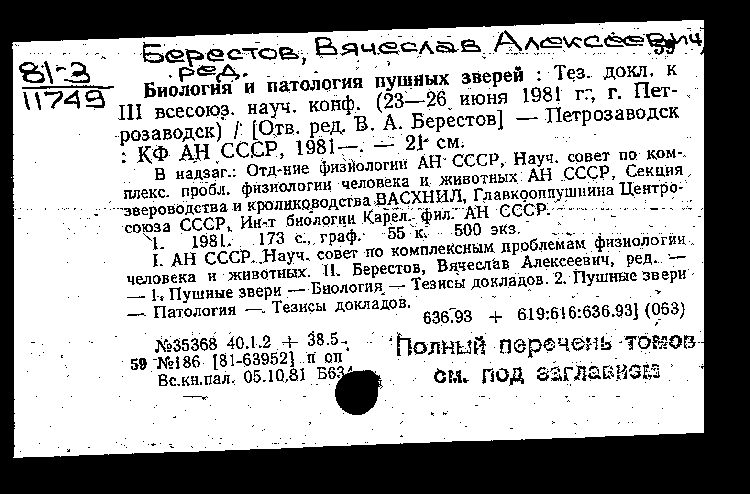 Берестов, Вячеслав Алексеевич,
ред.
59
81-3
11749
Биология и патология пушных зверей : Тез. докл. к
III всесоюз. науч. конф. (23—26 июня 1981 г., г. Пет-
розаводск) / [Отв. ред. В. А. Берестов] — Петрозаводск
: КФ АН СССР, 1981—. — 21 см.
В надзаг.: Отд-ние физиологии АН СССР, Науч. совет по ком-
плекс. пробл. физиологии человека и животных АН СССР, Секция
звероводства и кролиководства ВАСХНИЛ, Главкооппушнина Центро-
союза СССР, Ин-т биологии Карел. фил. АН СССР.
1. 1981. 173 с., граф. 55 к. 500 экз.
I. АН СССР. Науч. совет по комплексным проблемам физиологии
человека и животных. II. Берестов, Вячеслав Алексеевич, ред. —
— 1. Пушные звери — Биология — Тезисы докладов. 2. Пушные звери
— Патология — Тезисы докладов.
636.93 + 619:616:636.93] (063)
№35368 40.1.2 + 38.5
59 №186 [81-63952] п оп
Вс.кн.пал. 05.10.81 Б634
Полный перечень томов
см. под заглавием